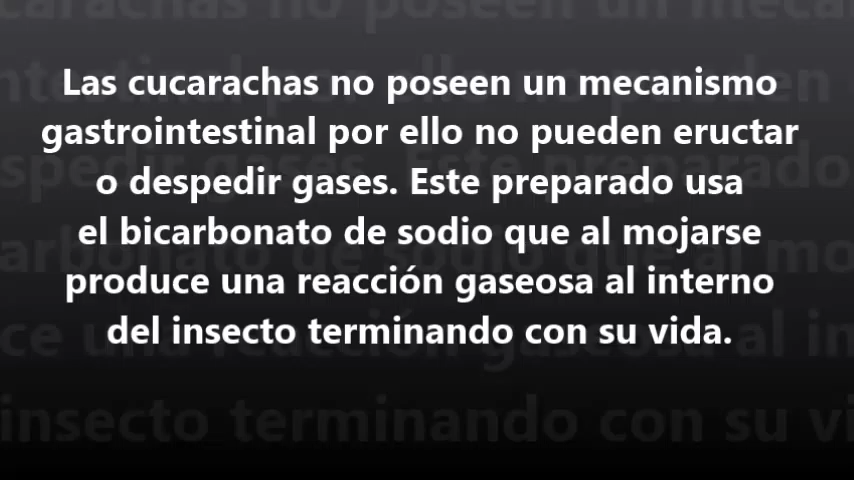 Las cucarachas no poseen un mecanismo
gastrointestinal por ello no pueden eructar
o despedir gases. Este preparado usa
el bicarbonato de sodio que al mojarse
produce una reacción gaseosa al interno
del insecto terminando con su vida.